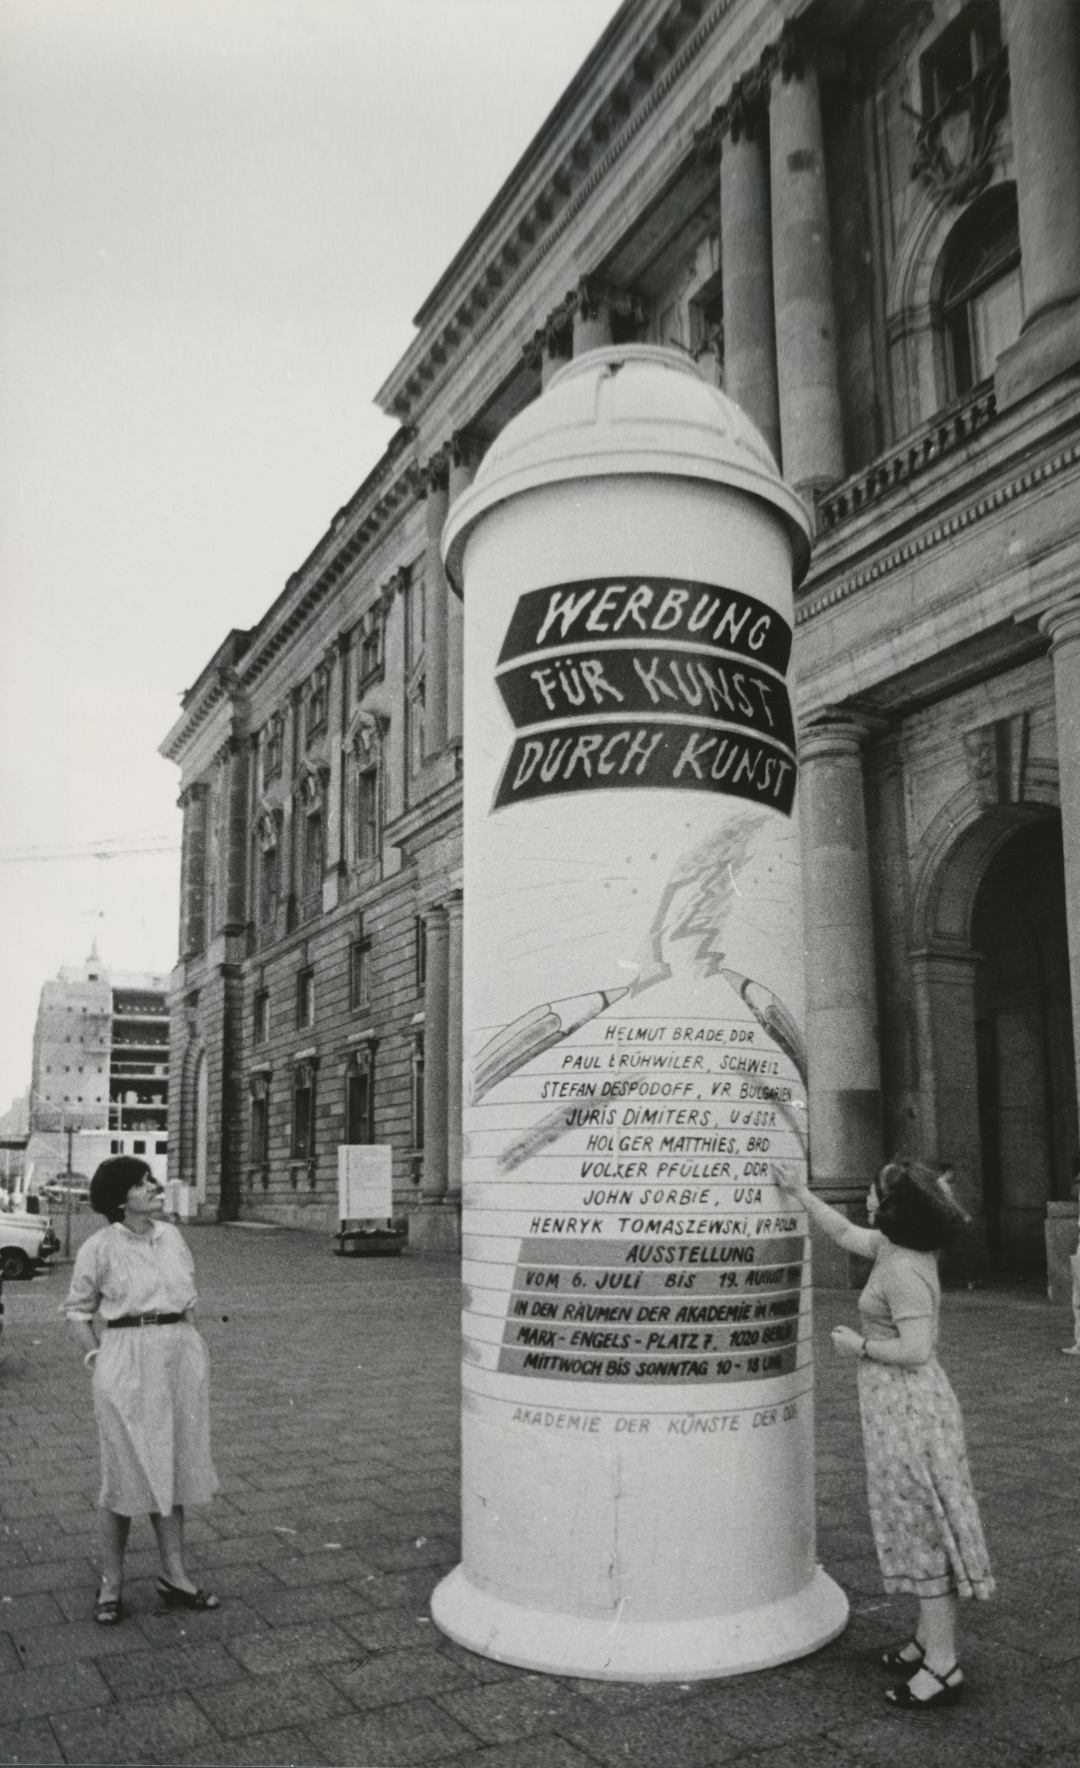 WERBUNG
FÜR KUNST
DURCH KUNST
HELMUT BRADE, DDR
PAUL BRÜHWILER, SCHWEIZ
STEFAN DESPODOFF, VR BULGARIEN
JURIS DIMITERS, UdSSR
HOLGER MATTHIES, BRD
VOLKER PFÜLLER, DDR
JOHN SORBIE, USA
HENRYK TOMASZEWSKI, VR POLEN
AUSSTELLUNG
VOM 6. JULI BIS 19. AUGUST
IN DEN RÄUMEN DER AKADEMIE IM
MARX-ENGELS-PLATZ 7, 1020 BERLIN
MITTWOCH BIS SONNTAG 10-18 UHR
AKADEMIE DER KÜNSTE DER DDR